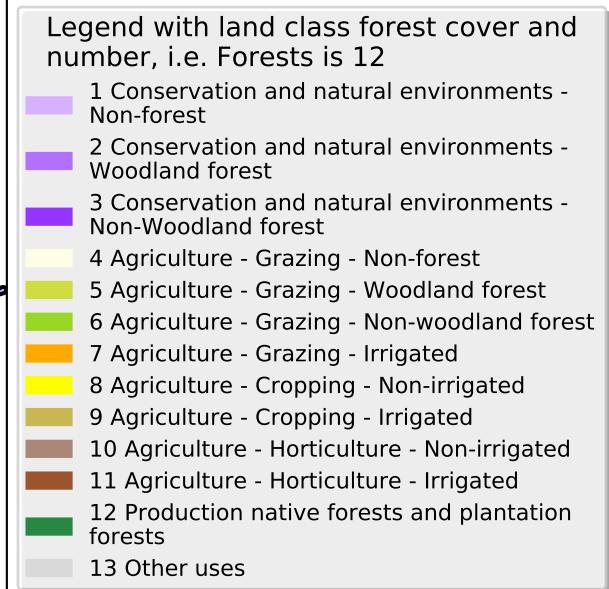 Legend with land class forest cover and
number, i.e. Forests is 12
1 Conservation and natural environments -
Non-forest
2 Conservation and natural environments -
Woodland forest
3 Conservation and natural environments -
Non-Woodland forest
4 Agriculture - Grazing - Non-forest
5 Agriculture - Grazing - Woodland forest
6 Agriculture - Grazing - Non-woodland forest
7 Agriculture - Grazing - Irrigated
8 Agriculture - Cropping - Non-irrigated
9 Agriculture - Cropping - Irrigated
10 Agriculture - Horticulture - Non-irrigated
11 Agriculture - Horticulture - Irrigated
12 Production native forests and plantation
forests
13 Other uses